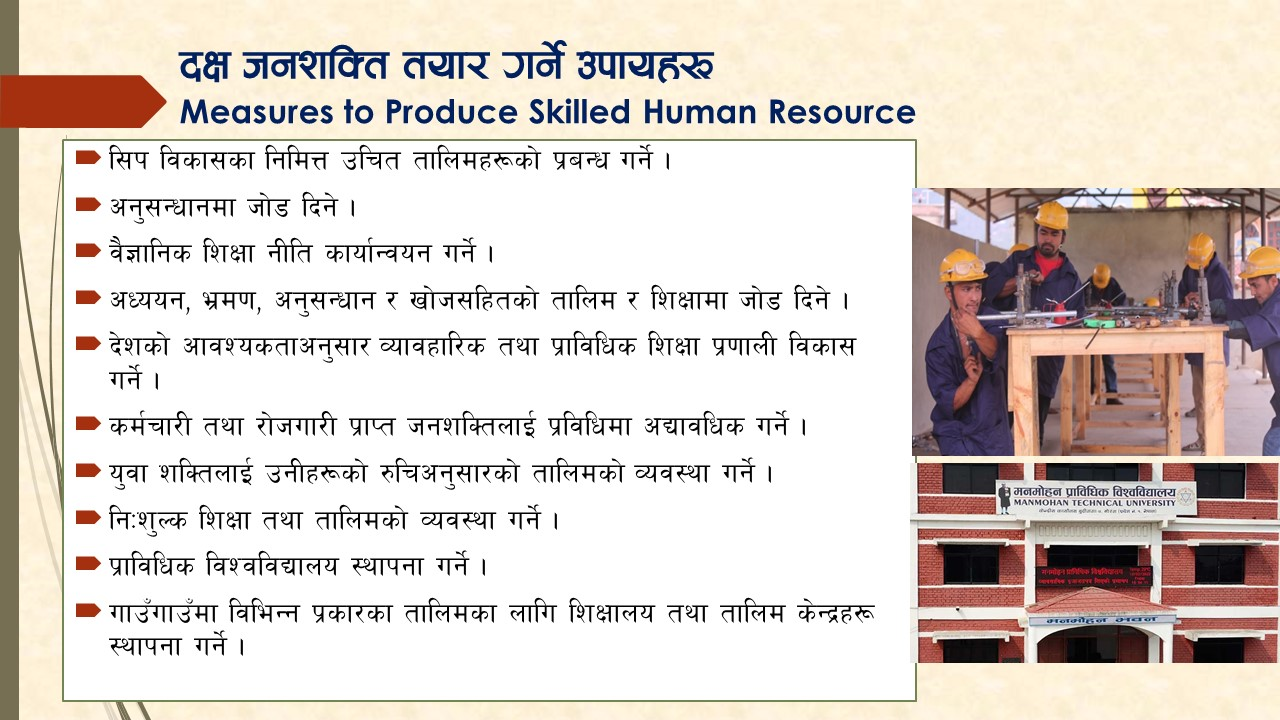 दक्ष जनशक्ति तयार गर्ने उपायहरू
Measures to Produce Skilled Human Resource
सिप विकासका निमित्त उचित तालिमहरूको प्रबन्ध गर्ने ।
अनुसन्धानमा जोड दिने ।
वैज्ञानिक शिक्षा नीति कार्यान्वयन गर्ने ।
अध्ययन, भ्रमण, अनुसन्धान र खोजसहितको तालिम र शिक्षामा जोड दिने ।
देशको आवश्यकताअनुसार व्यावहारिक तथा प्राविधिक शिक्षा प्रणाली विकास
गर्ने ।
कर्मचारी तथा रोजगारी प्राप्त जनशक्तिलाई प्रविधिमा अद्यावधिक गर्ने ।
युवा शक्तिलाई उनीहरूको रुचिअनुसारको तालिमको व्यवस्था गर्ने ।
निःशुल्क शिक्षा तथा तालिमको व्यवस्था गर्ने ।
प्राविधिक विश्वविद्यालय स्थापना गर्ने ।
गाउँगाउँमा विभिन्न प्रकारका तालिमका लागि शिक्षालय तथा तालिम केन्द्रहरू
स्थापना गर्ने ।
मनमोहन प्राविधिक विश्वविद्यालय
MANMOHAN TECHNICAL UNIVERSITY
मनमोहन प्राविधिक विश्वविद्यालय
मनमोहन भवन